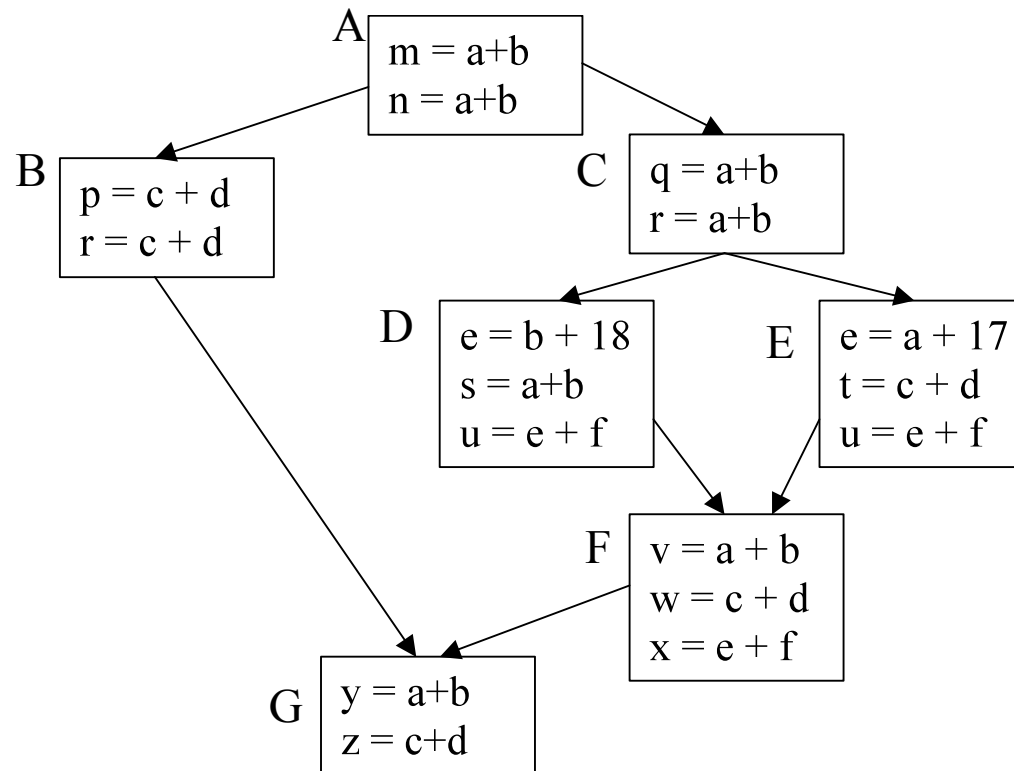 A
m = a+b
n = a+b
B
p = c + d
r = c + d
C
q = a+b
r = a+b
D
e = b + 18
s = a+b
u = e + f
E
e = a + 17
t = c + d
u = e + f
F
v = a + b
w = c + d
x = e + f
G
y = a+b
z = c+d